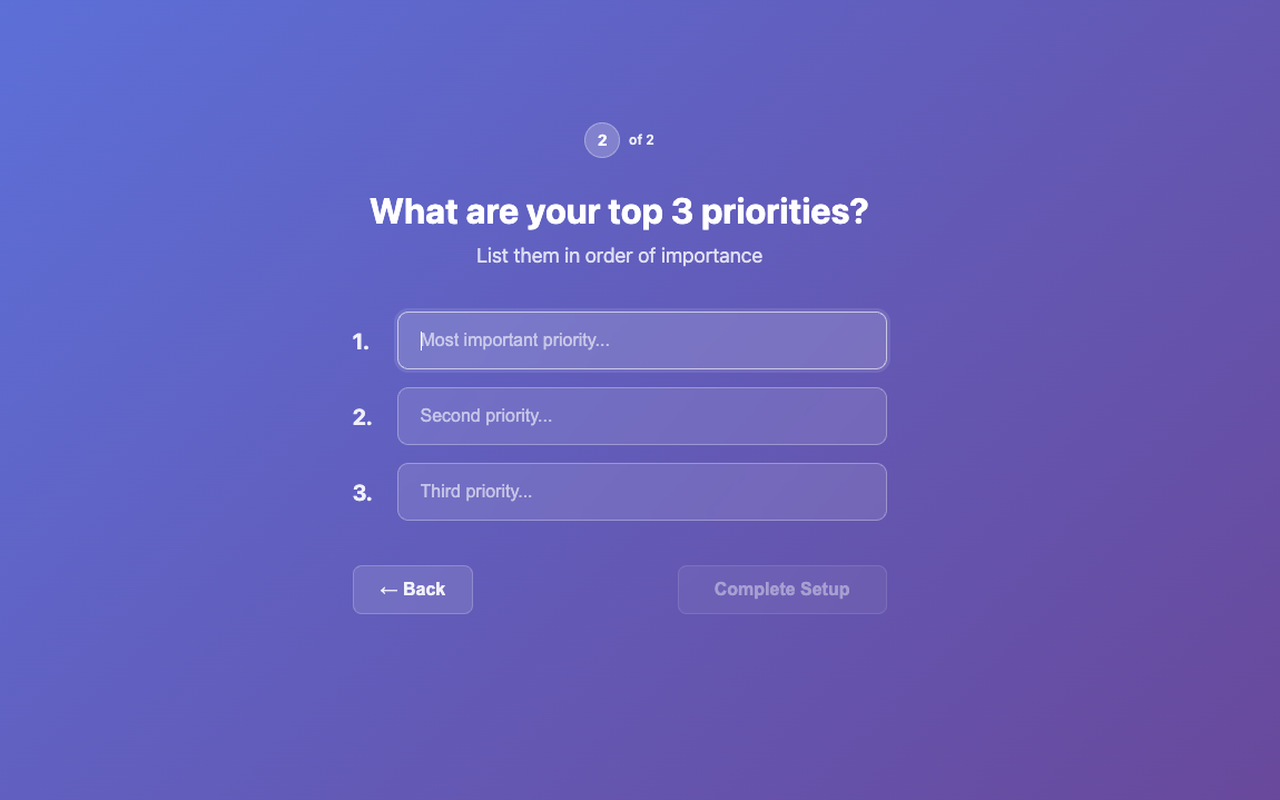 2 of 2
What are your top 3 priorities?
List them in order of importance
1. Most important priority...
2. Second priority...
3. Third priority...
← Back Complete Setup